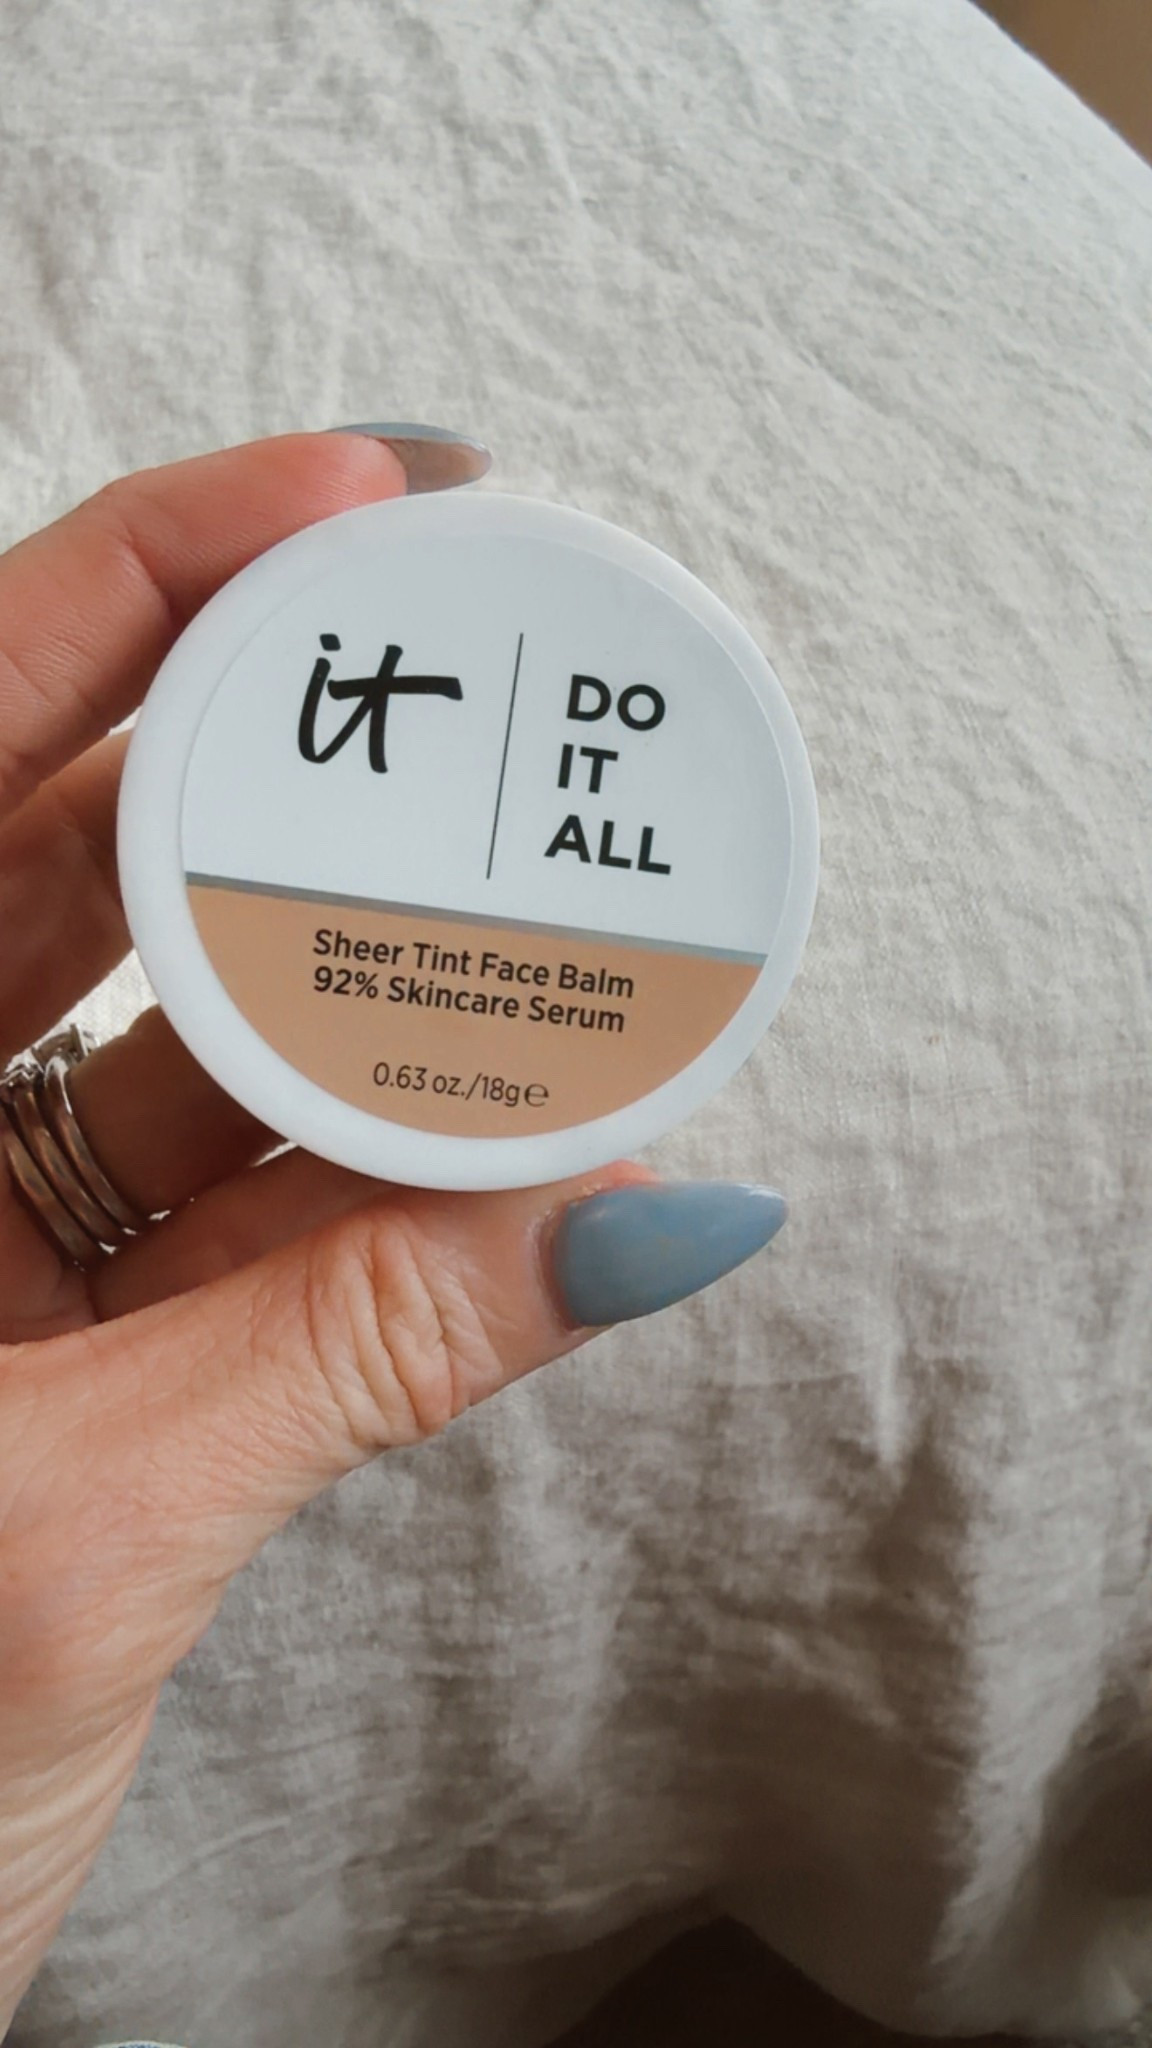 it
DO
IT
ALL
Sheer Tint Face Balm
92% Skincare Serum
0.63 oz./18g℮